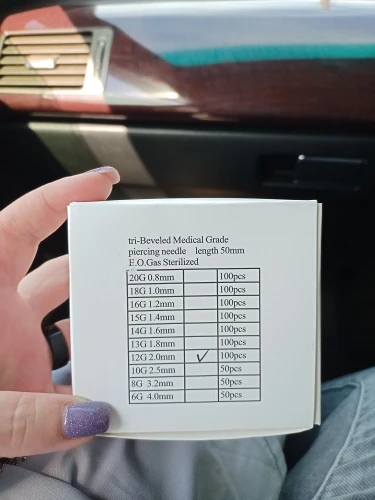 tri-Beveled Medical Grade
piercing needle length 50mm
E.O.Gas Sterilized
20G 0.8mm 100pcs
18G 1.0mm 100pcs
16G 1.2mm 100pcs
15G 1.4mm 100pcs
14G 1.6mm 100pcs
13G 1.8mm 100pcs
12G 2.0mm ✓ 100pcs
10G 2.5mm 50pcs
8G 3.2mm 50pcs
6G 4.0mm 50pcs